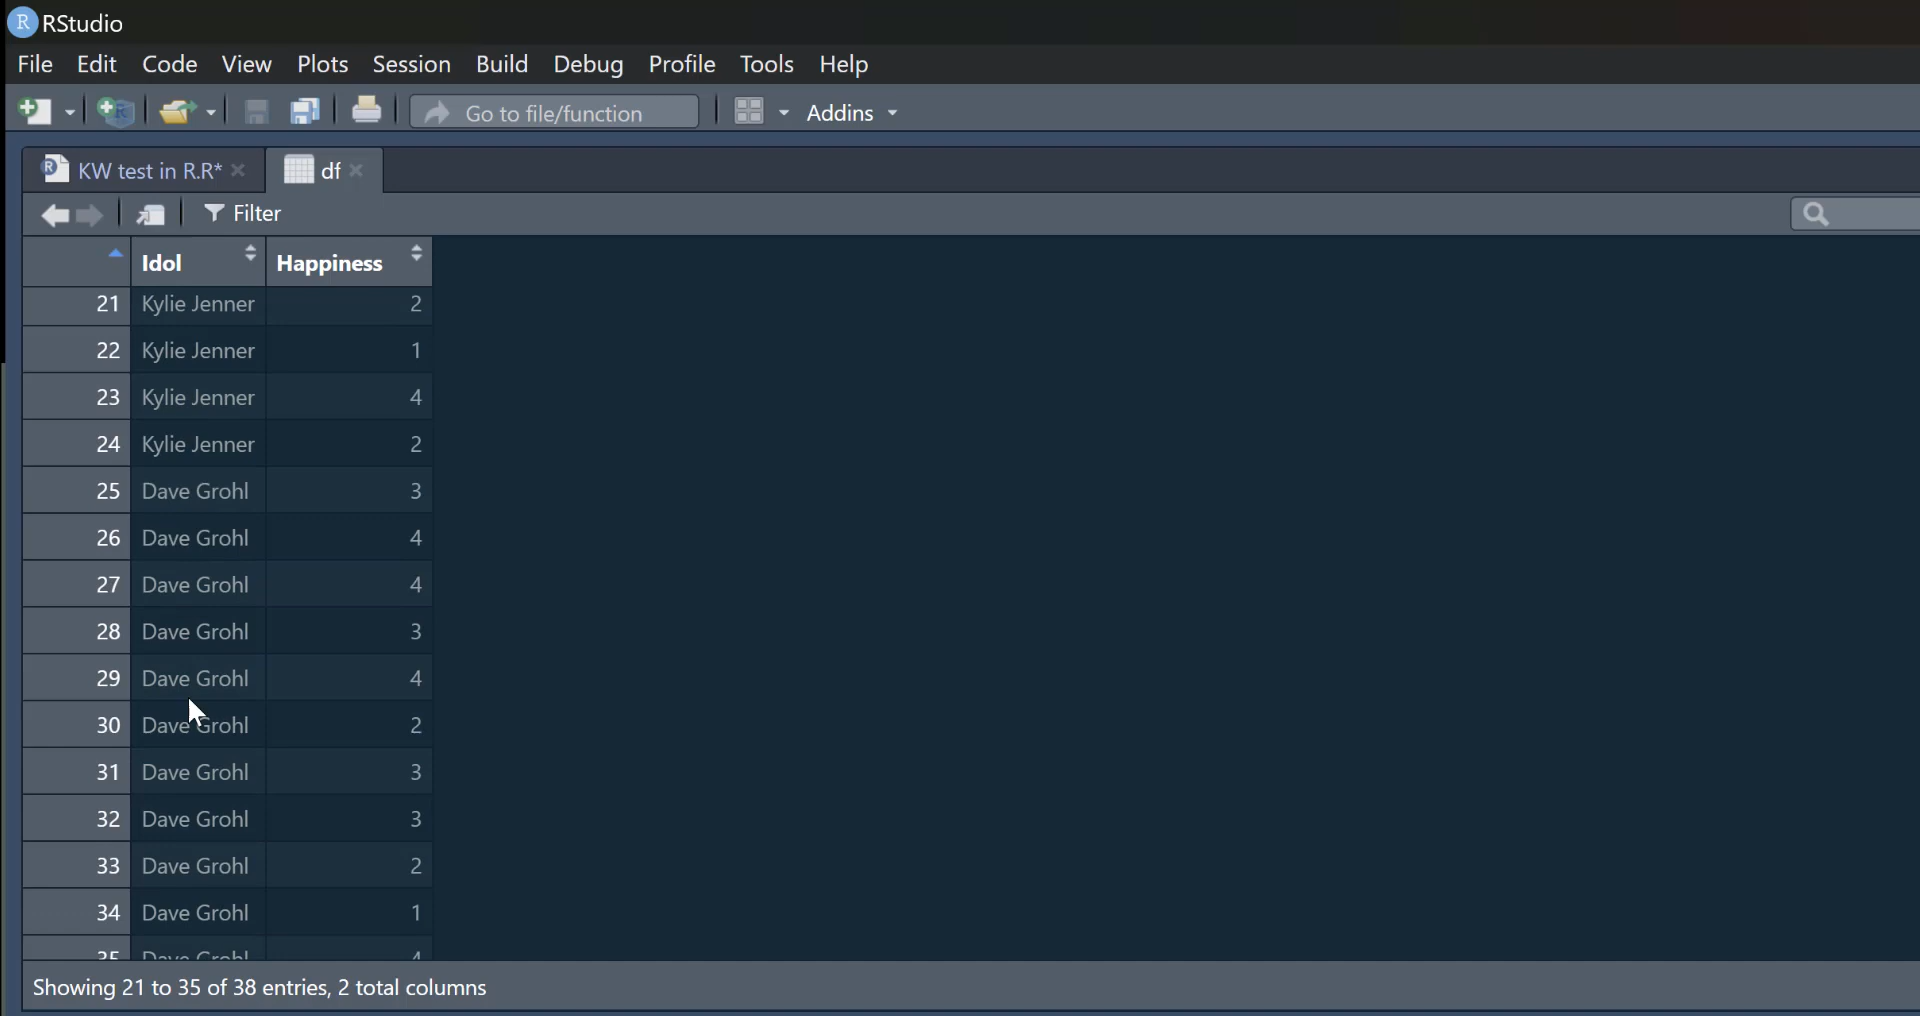 RStudio
File Edit Code View Plots Session Build Debug Profile Tools Help
Go to file/function Addins
KW test in R.R* df
Filter
Idol Happiness
21 Kylie Jenner 2
22 Kylie Jenner 1
23 Kylie Jenner 4
24 Kylie Jenner 2
25 Dave Grohl 3
26 Dave Grohl 4
27 Dave Grohl 4
28 Dave Grohl 3
29 Dave Grohl 4
30 Dave Grohl 2
31 Dave Grohl 3
32 Dave Grohl 3
33 Dave Grohl 2
34 Dave Grohl 1
35 Dave Grohl 4
Showing 21 to 35 of 38 entries, 2 total columns